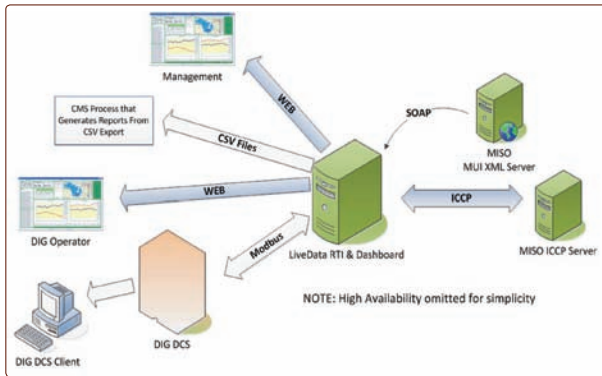 Management
WEB
CMS Process that
Generates Reports From
CSV Export
CSV Files
SOAP
MISO
MUI XML Server
WEB
DIG Operator
ICCP
LiveData RTI & Dashboard
MISO ICCP Server
Modbus
DIG DCS
NOTE: High Availability omitted for simplicity
DIG DCS Client